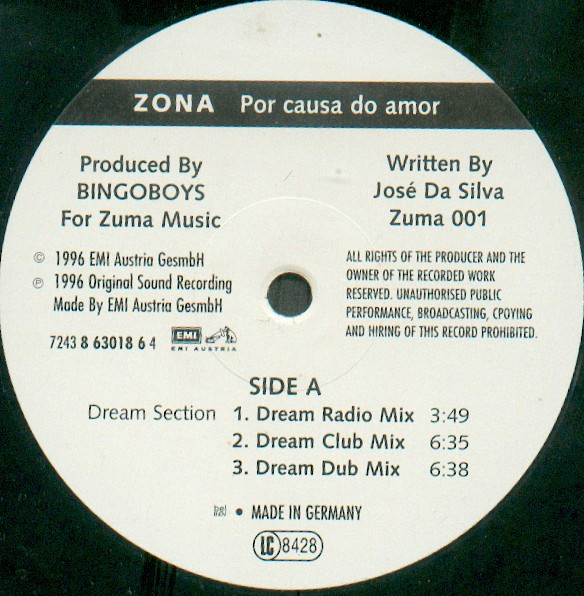 ZONA Por causa do amor
Produced By
BINGOBOYS
For Zuma Music
Written By
José Da Silva
Zuma 001
© 1996 EMI Austria GesmbH
℗ 1996 Original Sound Recording
Made By EMI Austria GesmbH
7243 8 63018 6 4
EMI
EMI AUSTRIA
ALL RIGHTS OF THE PRODUCER AND THE
OWNER OF THE RECORDED WORK
RESERVED. UNAUTHORISED PUBLIC
PERFORMANCE, BROADCASTING, CPOYING
AND HIRING OF THIS RECORD PROHIBITED.
SIDE A
Dream Section 1. Dream Radio Mix 3:49
2. Dream Club Mix 6:35
3. Dream Dub Mix 6:38
• MADE IN GERMANY
LC 8428